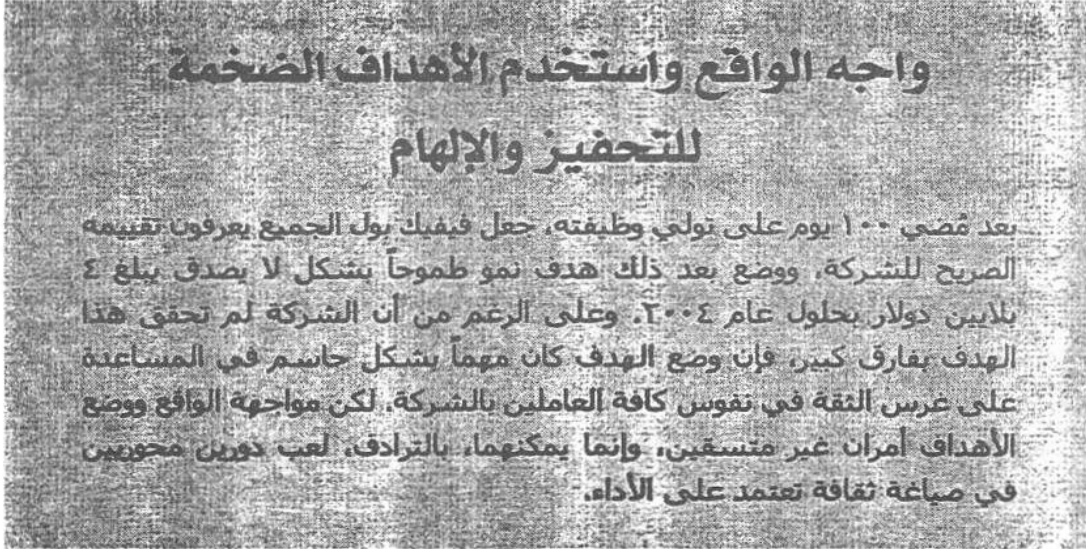 واجه الواقع واستخدم الأهداف الضخمة
للتحفيز والإلهام
بعد مُضي ١٠٠ يوم على تولي وظيفته، جعل فيفيك بول الجميع يعرفون تقييمه
الصريح للشركة، ووضع بعد ذلك هدف نمو طموحاً بشكل لا يصدق يبلغ ٤
بلايين دولار بحلول عام ٢٠٠٤. وعلى الرغم من أن الشركة لم تحقق هذا
الهدف بفارق كبير، فإن وضع الهدف كان مهماً بشكل حاسم في المساعدة
على غرس الثقة في نفوس كافة العاملين بالشركة. لكن مواجهة الواقع ووضع
الأهداف أمران غير متسقين، وإنما يمكنهما، بالترادف، لعب دورين محوريين
في صياغة ثقافة تعتمد على الأداء.